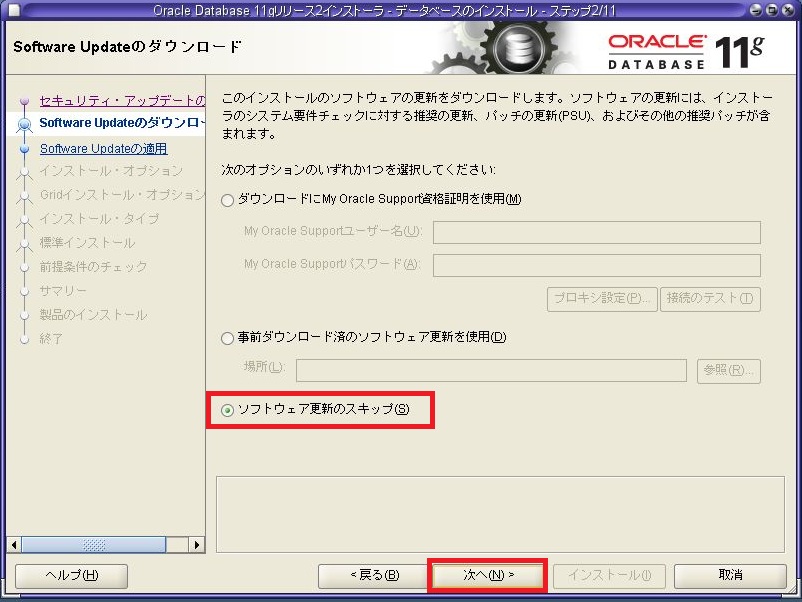 Oracle Database 11gリリース2インストーラ - データベースのインストール - ステップ2/11
Software Updateのダウンロード
ORACLE
DATABASE 11g
セキュリティ・アップデートの
Software Updateのダウンロー
Software Updateの適用
インストール・オプション
Gridインストール・オプション
インストール・タイプ
標準インストール
前提条件のチェック
サマリー
製品のインストール
終了
このインストールのソフトウェアの更新をダウンロードします。ソフトウェアの更新には、インストー
ラのシステム要件チェックに対する推奨の更新、パッチの更新(PSU)、およびその他の推奨パッチが含
まれます。
次のオプションのいずれか1つを選択してください:
ダウンロードにMy Oracle Support資格証明を使用(M)
My Oracle Supportユーザー名(U):
My Oracle Supportパスワード(A):
プロキシ設定(P)... 接続のテスト(T)
事前ダウンロード済のソフトウェア更新を使用(D)
場所(L): 参照(R)...
ソフトウェア更新のスキップ(S)
ヘルプ(H) <戻る(B) 次へ(N) > インストール(I) 取消